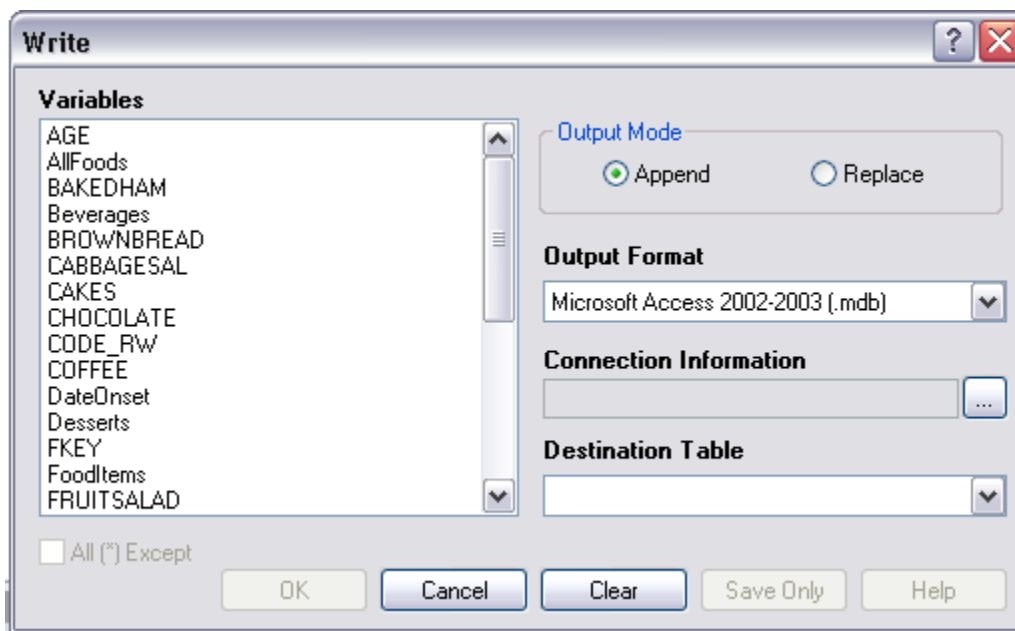 Write
Variables
AGE
AllFoods
BAKEDHAM
Beverages
BROWNBREAD
CABBAGESAL
CAKES
CHOCOLATE
CODE_RW
COFFEE
DateOnset
Desserts
FKEY
FoodItems
FRUITSALAD
All (*) Except
Output Mode
Append Replace
Output Format
Microsoft Access 2002-2003 (.mdb)
Connection Information
...
Destination Table
OK Cancel Clear Save Only Help